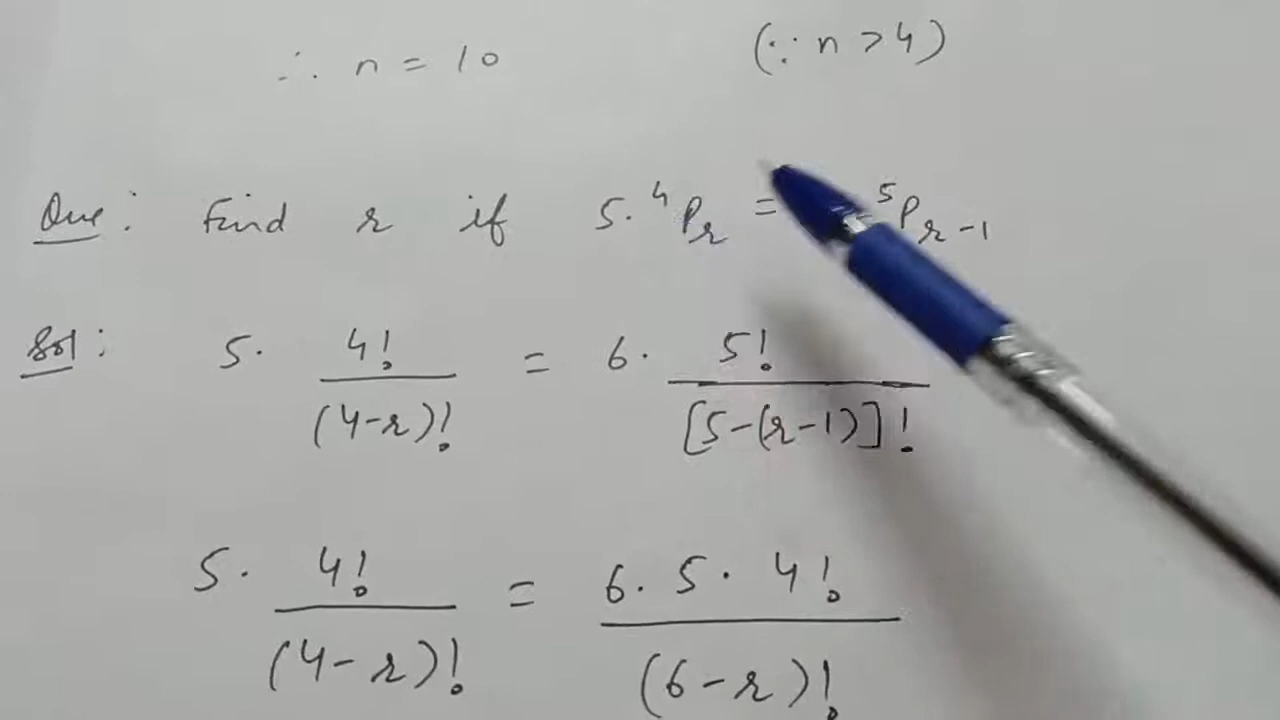 ∴ n = 10 (∵ n > 4)
Que: Find r if 5. ⁴Pᵣ = ⁵Pᵣ₋₁
Sol: 5. 4!/(4-r)! = 6. 5!/[5-(r-1)]!
5. 4!/(4-r)! = 6. 5. 4!/(6-r)!